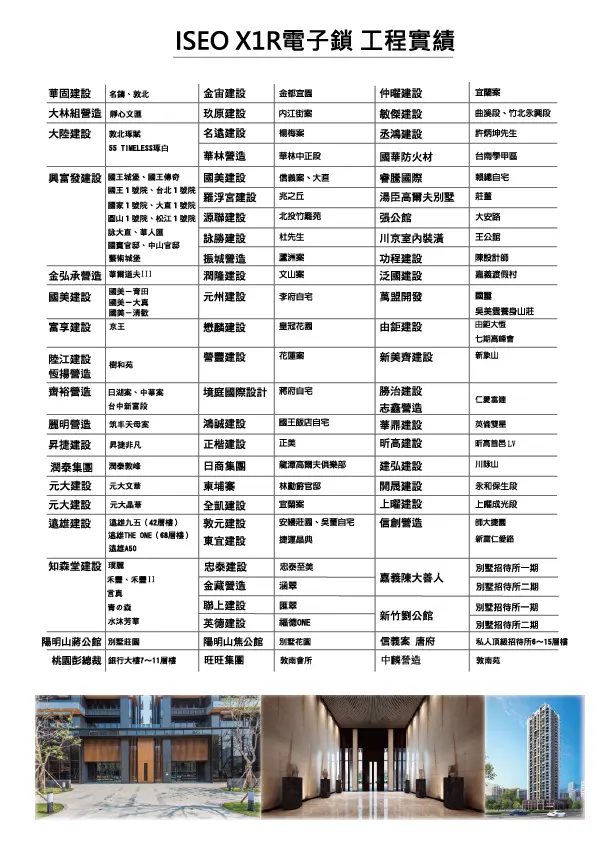 ISEO X1R電子鎖 工程實績
華固建設 名鑄、敦北 金宙建設 金都宜園 仲曜建設 宜蘭案
大林組營造 靜心文匯 玖原建設 內江街案 敏傑建設 曲溪段、竹北永興段
大陸建設 敦北琢賦 名遠建設 楊梅案 丞鴻建設 許炳坤先生
55 TIMELESS琢白 華林營造 華林中正段 國華防火材 台南學甲區
興富發建設 國王城堡、國王傳奇 國美建設 信義案、大直 睿騰國際 賴總自宅
國王1號院、台北1號院 羅浮宮建設 兆之丘 湯臣高爾夫別墅 莊董
國家1號院、大直1號院
圓山1號院、松江1號院 源聯建設 北投竹籠苑 張公館 大安路
詠大直、華人匯 詠勝建設 杜先生 川京室內裝潢 王公館
國賓官邸、中山官邸
藝術城堡 振城營造 蘆洲案 功程建設 陳設計師
金弘承營造 華爾道夫III 潤隆建設 文山案 泛國建設 嘉義渡假村
國美建設 國美－青田 元州建設 李府自宅 萬盟開發 國璽
國美－大真
國美－清歡 吳美雲養身山莊
富享建設 京王 懋麟建設 皇冠花園 由鉅建設 由鉅大恆
七期高峰會
陸江建設 樹和苑 營豐建設 花蓮案 新美齊建設 新象山
恆揚營造
齊裕營造 日湖案、中華案 境庭國際設計 蔣府自宅 勝治建設 仁愛富達
台中新富段 志鑫營造
麗明營造 筑丰天母案 鴻誠建設 國王飯店自宅 華鼎建設 英倫雙星
昇捷建設 昇捷非凡 正楷建設 正美 昕高建設 昕高首邑LV
潤泰集團 潤泰敦峰 日商集團 龍潭高爾夫俱樂部 建弘建設 川詠山
元大建設 元大文華 東埔寨 林勳爵官邸 開晟建設 永和保生段
元大建設 元大晶華 全凱建設 宜蘭案 上曜建設 上曜成光段
遠雄建設 遠雄九五（42層樓） 敦元建設 安縵莊園、吳董自宅 信創營造 師大捷園
遠雄THE ONE（68層樓） 東宜建設 捷運晶典 新富仁愛路
遠雄A50
知森堂建設 璞麗 忠泰建設 忠泰至美 嘉義陳大善人 別墅招待所一期
禾豐、禾豐II 金藏營造 涵翠 別墅招待所二期
言真
青の森 聯上建設 匯翠 新竹劉公館 別墅招待所一期
水沐芳華 英德建設 福德ONE 別墅招待所二期
陽明山蔣公館 別墅莊園 陽明山焦公館 別墅花園 信義案 唐府 私人頂級招待所6～15層樓
桃園彭總裁 銀行大樓7～11層樓 旺旺集團 敦南會所 中麟營造 敦南苑